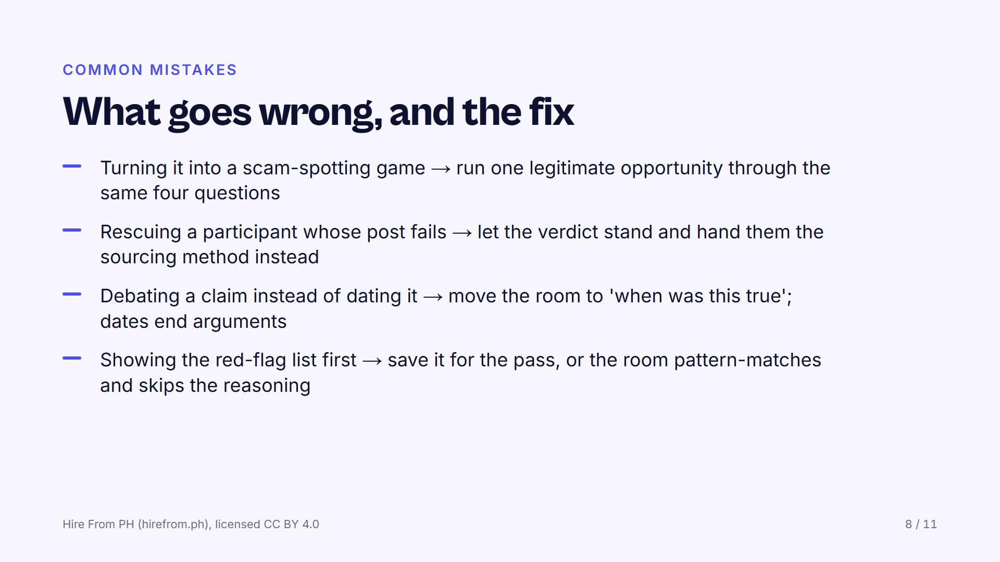 COMMON MISTAKES
What goes wrong, and the fix
Turning it into a scam-spotting game → run one legitimate opportunity through the
same four questions
Rescuing a participant whose post fails → let the verdict stand and hand them the
sourcing method instead
Debating a claim instead of dating it → move the room to 'when was this true';
dates end arguments
Showing the red-flag list first → save it for the pass, or the room pattern-matches
and skips the reasoning
Hire From PH (hirefrom.ph), licensed CC BY 4.0
8 / 11